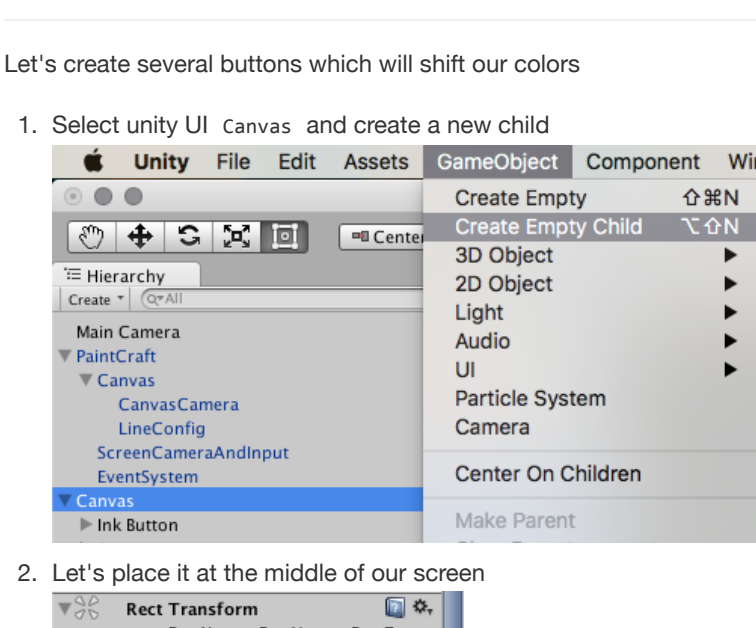 Let's create several buttons which will shift our colors
1. Select unity UI Canvas and create a new child
Unity File Edit Assets GameObject Component
Create Empty ⇧⌘N
Create Empty Child ⌥⇧N
3D Object
2D Object
Light
Audio
UI
Particle System
Camera
Center On Children
Make Parent
Center
Hierarchy
Create All
Main Camera
PaintCraft
Canvas
CanvasCamera
LineConfig
ScreenCameraAndInput
EventSystem
Canvas
Ink Button
2. Let's place it at the middle of our screen
Rect Transform